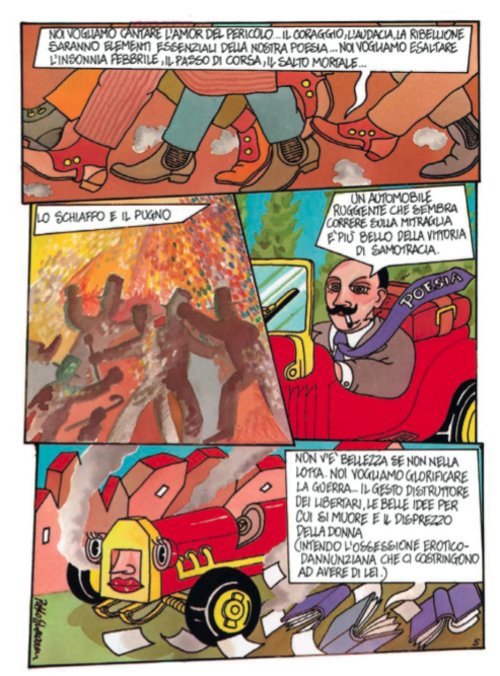 NOI VOGLIAMO CANTARE L'AMOR DEL PERICOLO...IL CORAGGIO, L'AUDACIA, LA RIBELLIONE
SARANNO ELEMENTI ESSENZIALI DELLA NOSTRA POESIA... NOI VOGLIAMO ESALTARE
L'INSONNIA FEBBRILE, IL PASSO DI CORSA, IL SALTO MORTALE...
LO SCHIAFFO E IL PUGNO
UN AUTOMOBILE
RUGGENTE CHE SEMBRA
CORRERE SULLA MITRAGLIA
E' PIU' BELLO DELLA VITTORIA
DI SAMOTRACIA.
POESIA
NON V'E' BELLEZZA SE NON NELLA
LOTTA. NOI VOGLIAMO GLORIFICARE
LA GUERRA... IL GESTO DISTRUTTORE
DEI LIBERTARI, LE BELLE IDEE PER
CUI SI MUORE E IL DISPREZZO
DELLA DONNA
(INTENDO L'OSSESSIONE EROTICO-
DANNUNZIANA CHE CI COSTRINGONO
AD AVERE DI LEI.)
5